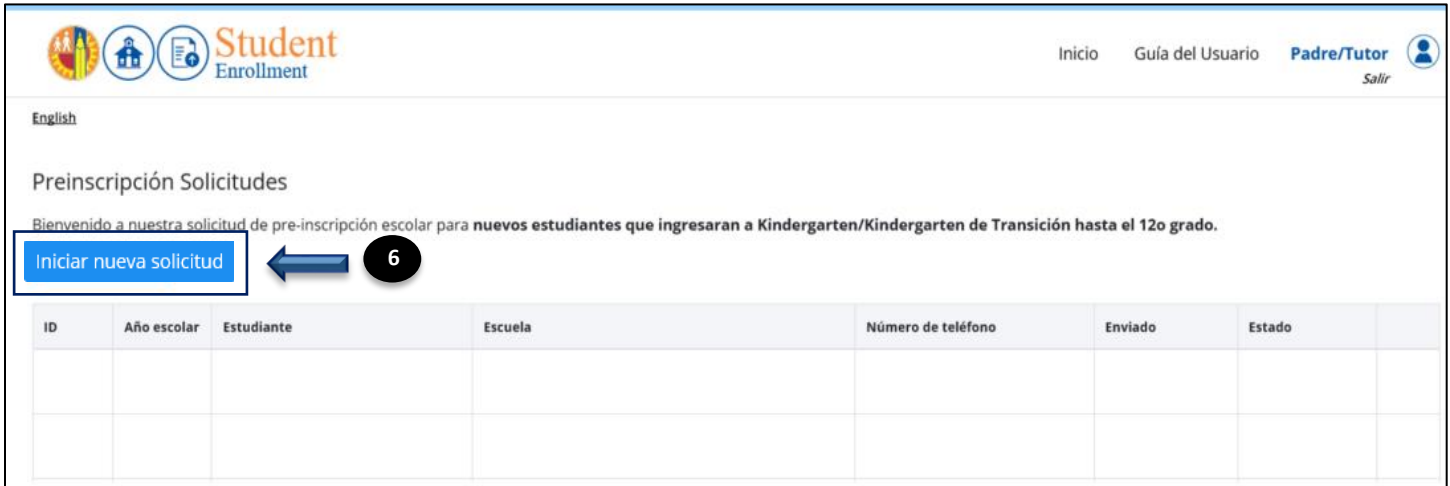 Student
Enrollment
Inicio Guía del Usuario Padre/Tutor
Salir
English
Preinscripción Solicitudes
Bienvenido a nuestra solicitud de pre-inscripción escolar para nuevos estudiantes que ingresaran a Kindergarten/Kindergarten de Transición hasta el 12o grado.
Iniciar nueva solicitud 6
ID Año escolar Estudiante Escuela Número de teléfono Enviado Estado